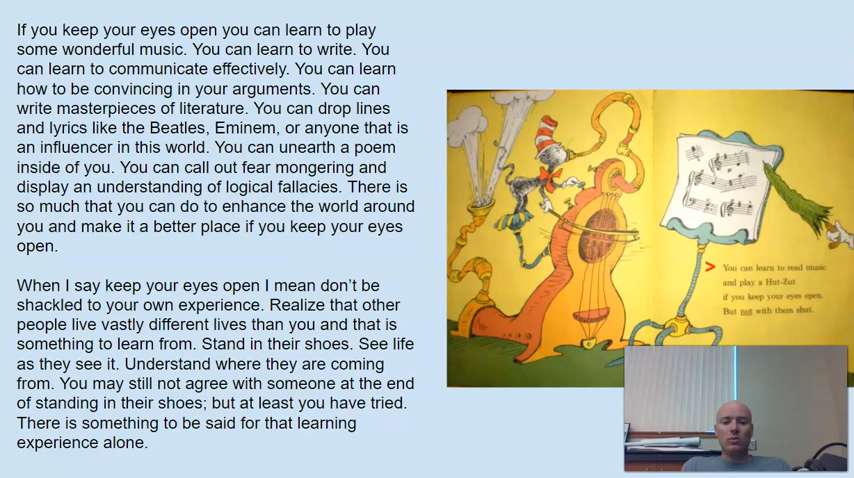 If you keep your eyes open you can learn to play
some wonderful music. You can learn to write. You
can learn to communicate effectively. You can learn
how to be convincing in your arguments. You can
write masterpieces of literature. You can drop lines
and lyrics like the Beatles, Eminem, or anyone that is
an influencer in this world. You can unearth a poem
inside of you. You can call out fear mongering and
display an understanding of logical fallacies. There is
so much that you can do to enhance the world around
you and make it a better place if you keep your eyes
open.
When I say keep your eyes open I mean don’t be
shackled to your own experience. Realize that other
people live vastly different lives than you and that is
something to learn from. Stand in their shoes. See life
as they see it. Understand where they are coming
from. You may still not agree with someone at the end
of standing in their shoes; but at least you have tried.
There is something to be said for that learning
experience alone.
> You can learn to read music
and play a Hut-Zut
if you keep your eyes open.
But not with them shut.